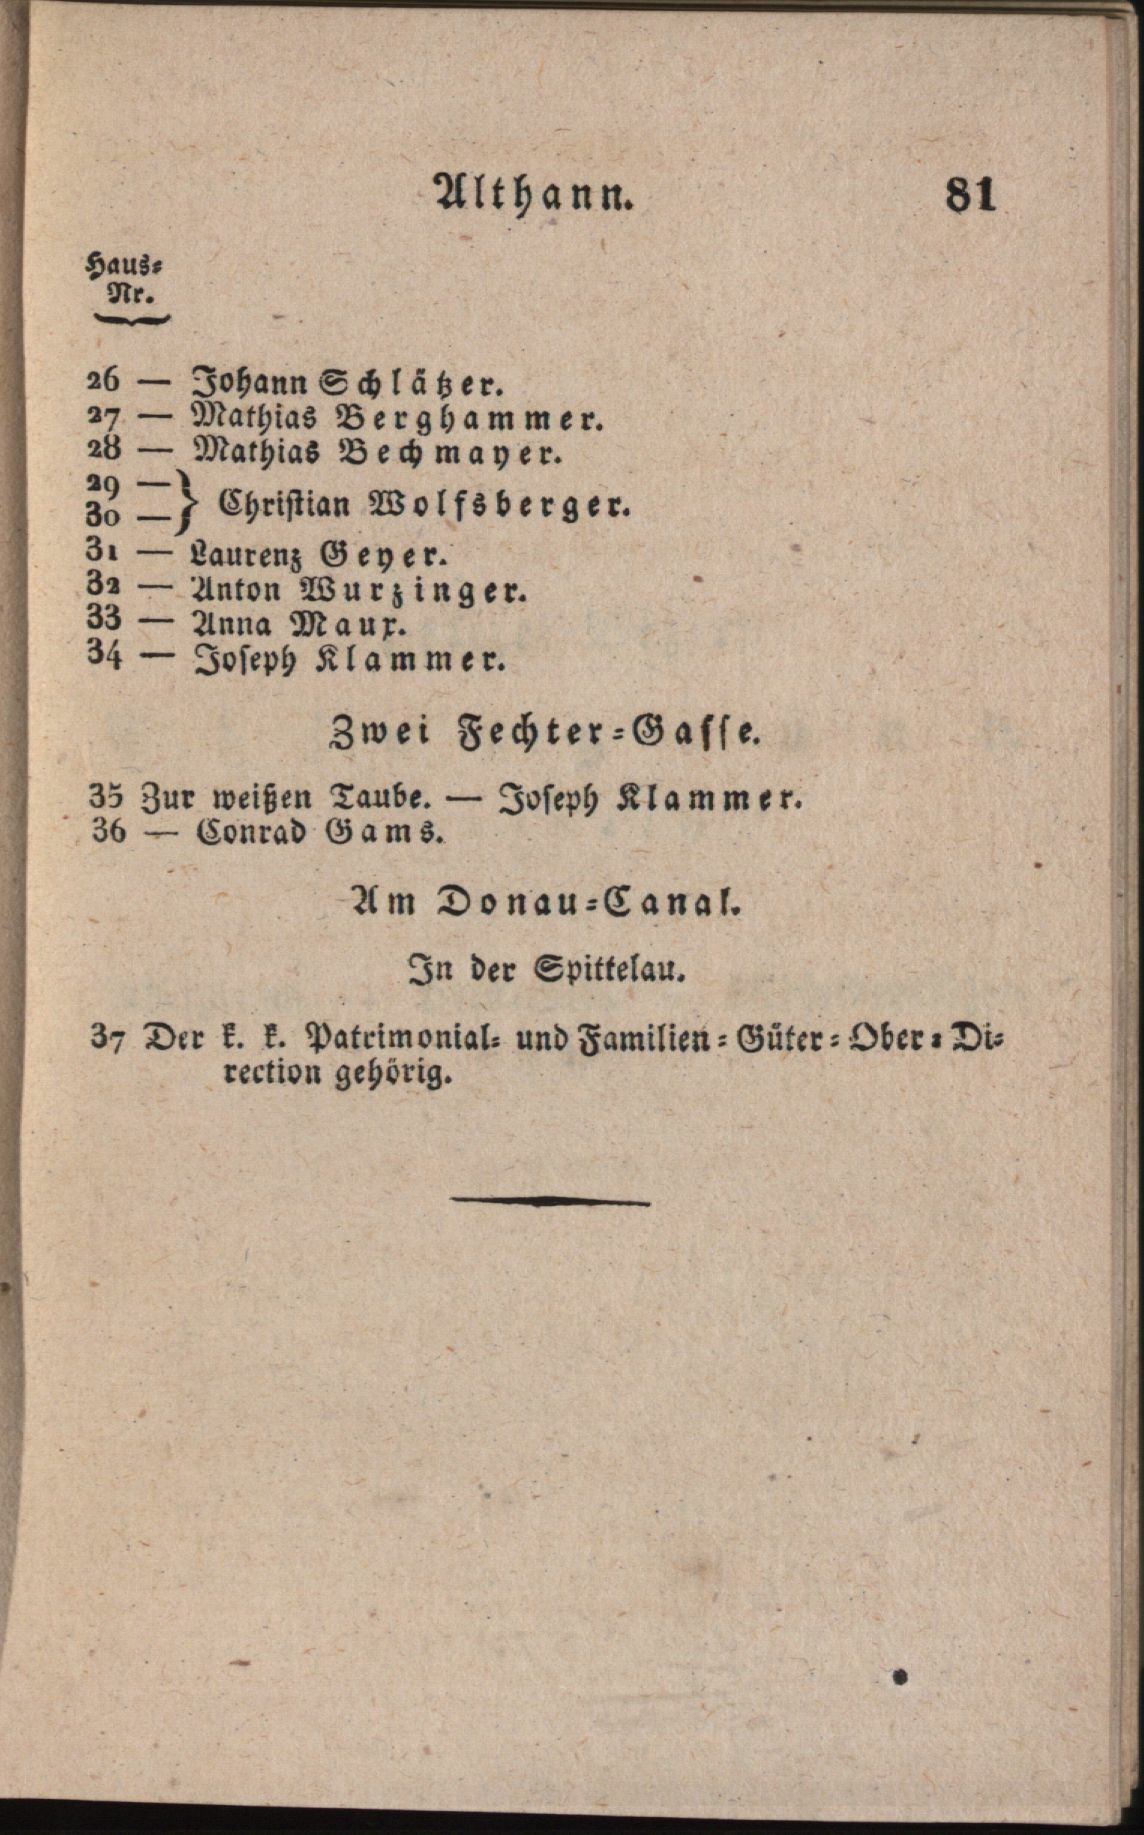 Althann. 81
Haus-
Nr.
26 — Johann Schlätzer.
27 — Mathias Berghammer.
28 — Mathias Bechmayer.
29 —
30 —} Christian Wolfsberger.
31 — Laurenz Geyer.
32 — Anton Wurzinger.
33 — Anna Maux.
34 — Joseph Klammer.
Zwei Fechter-Gasse.
35 Zur weißen Taube. — Joseph Klammer.
36 — Conrad Gams.
Am Donau-Canal.
In der Spittelau.
37 Der k. k. Patrimonial- und Familien-Güter-Ober-Di-
rection gehörig.